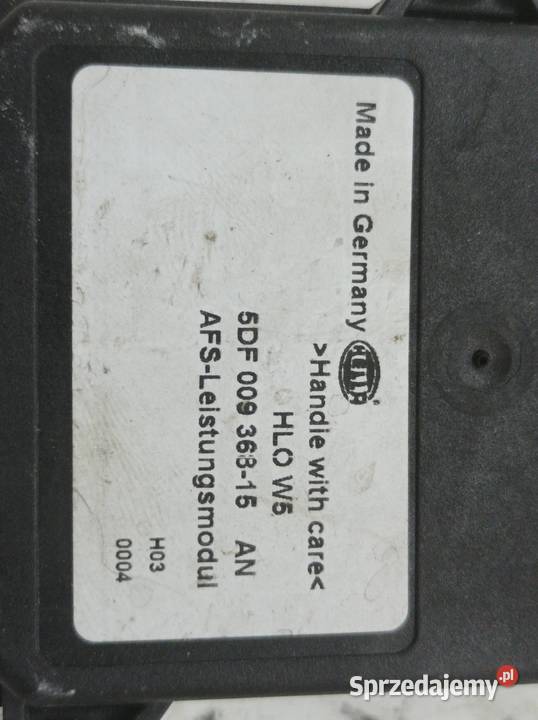 Made in Germany HELLA
>Handle with care<
HLO W5
5DF 009 368-15 AN
AFS-Leistungsmodul
H03
0004
Sprzedajemy.pl